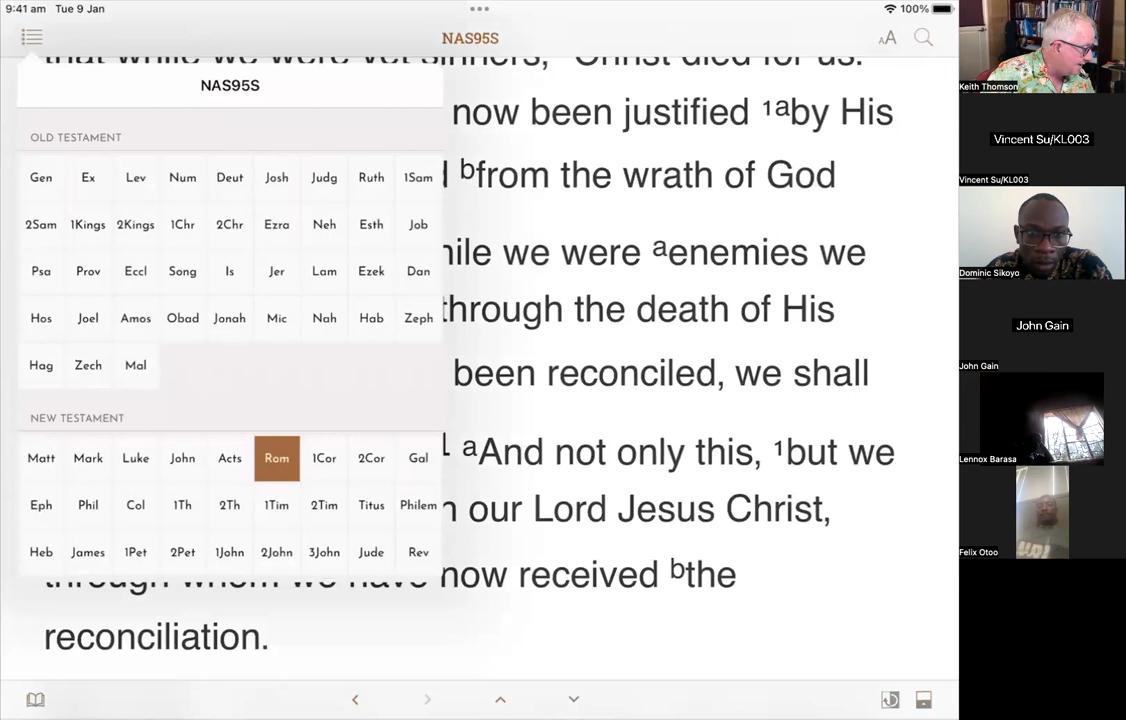 9:41 am Tue 9 Jan
100%
NAS95S
AA
that while we were yet sinners, Christ died for us.
NAS95S
now been justified 1aby His
OLD TESTAMENT
Gen Ex Lev Num Deut Josh Judg Ruth 1Sam
bfrom the wrath of God
2Sam 1Kings 2Kings 1Chr 2Chr Ezra Neh Esth Job
hile we were aenemies we
Psa Prov Eccl Song Is Jer Lam Ezek Dan
through the death of His
Hos Joel Amos Obad Jonah Mic Nah Hab Zeph
Hag Zech Mal
been reconciled, we shall
NEW TESTAMENT
Matt Mark Luke John Acts Rom 1Cor 2Cor Gal
aAnd not only this, 1but we
Eph Phil Col 1Th 2Th 1Tim 2Tim Titus Philem
n our Lord Jesus Christ,
Heb James 1Pet 2Pet 1John 2John 3John Jude Rev
through whom we have now received bthe
reconciliation.
Keith Thomson
Vincent Su/KL003
Vincent Su/KL003
Dominic Sikoyo
John Gain
John Gain
Lennox Barasa
Felix Otoo